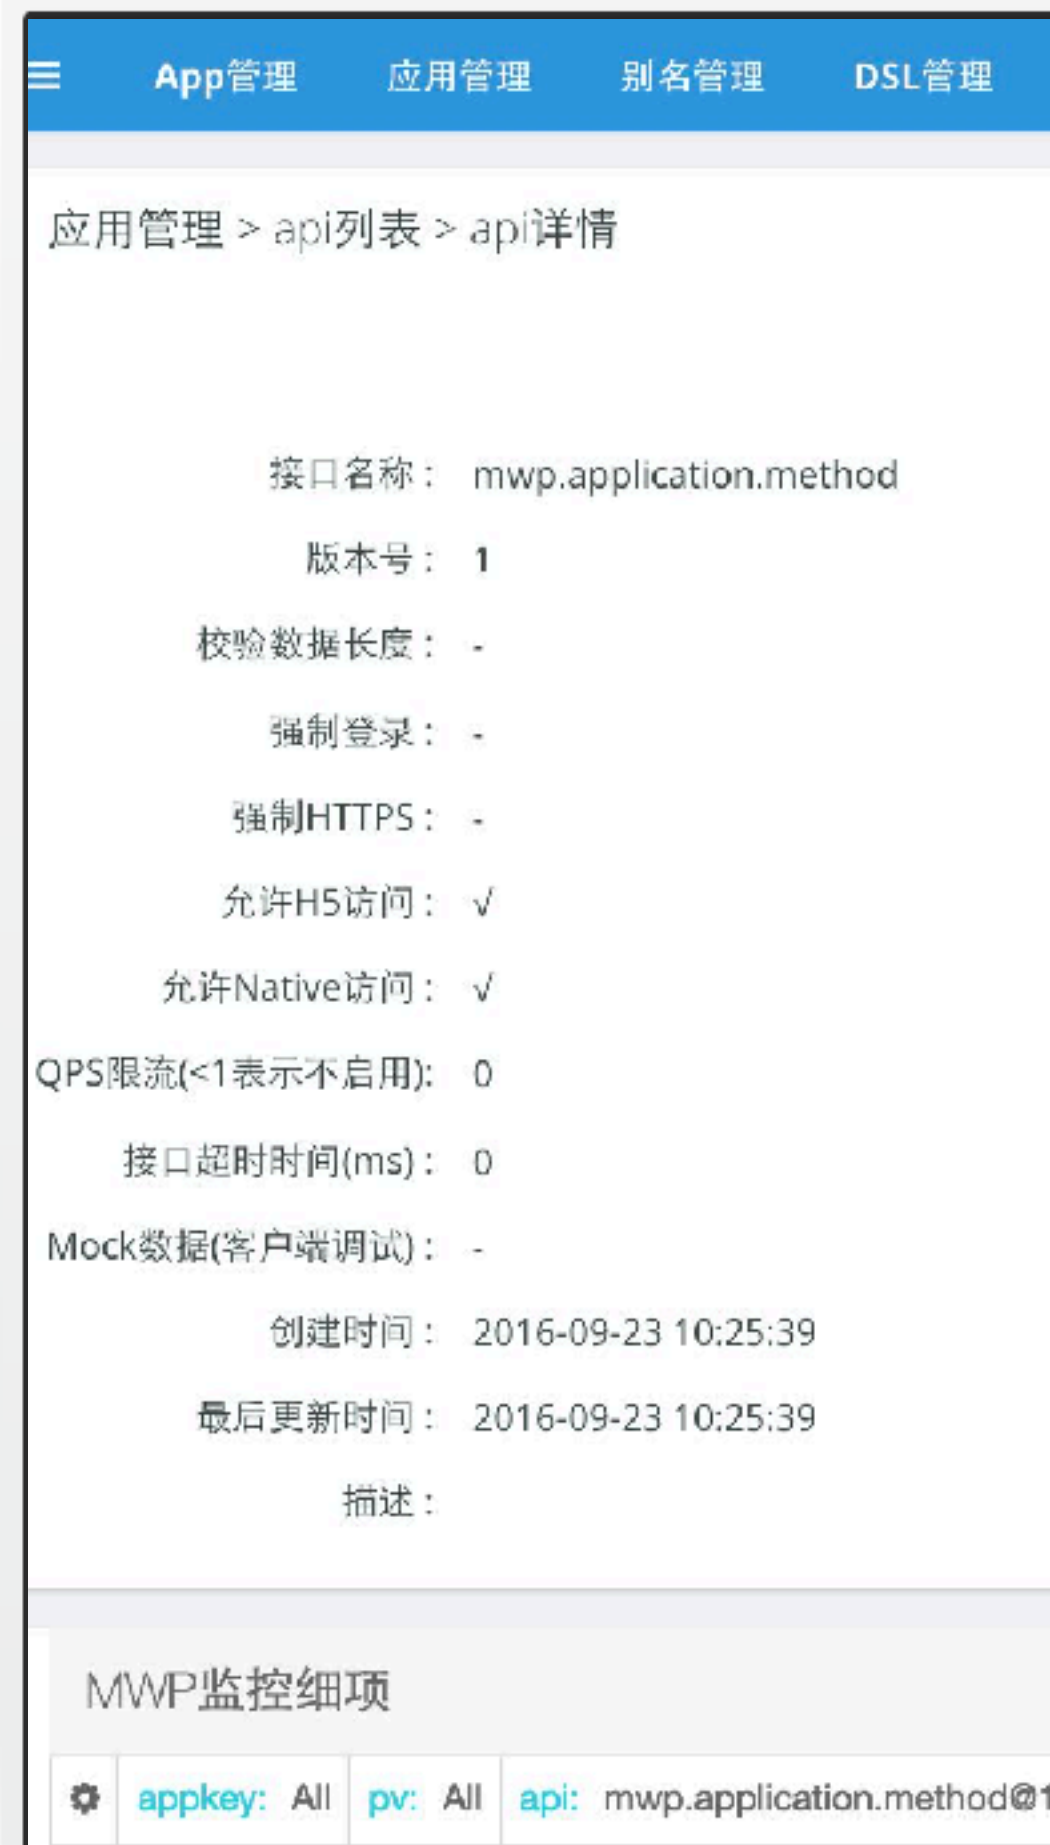 App管理 应用管理 别名管理 DSL管理
应用管理 > api列表 > api详情
接口名称： mwp.application.method
版本号： 1
校验数据长度： -
强制登录： -
强制HTTPS： -
允许H5访问： √
允许Native访问： √
QPS限流(<1表示不启用): 0
接口超时时间(ms)： 0
Mock数据(客户端调试)： -
创建时间： 2016-09-23 10:25:39
最后更新时间： 2016-09-23 10:25:39
描述：
MWP监控细项
appkey: All pv: All api: mwp.application.method@1